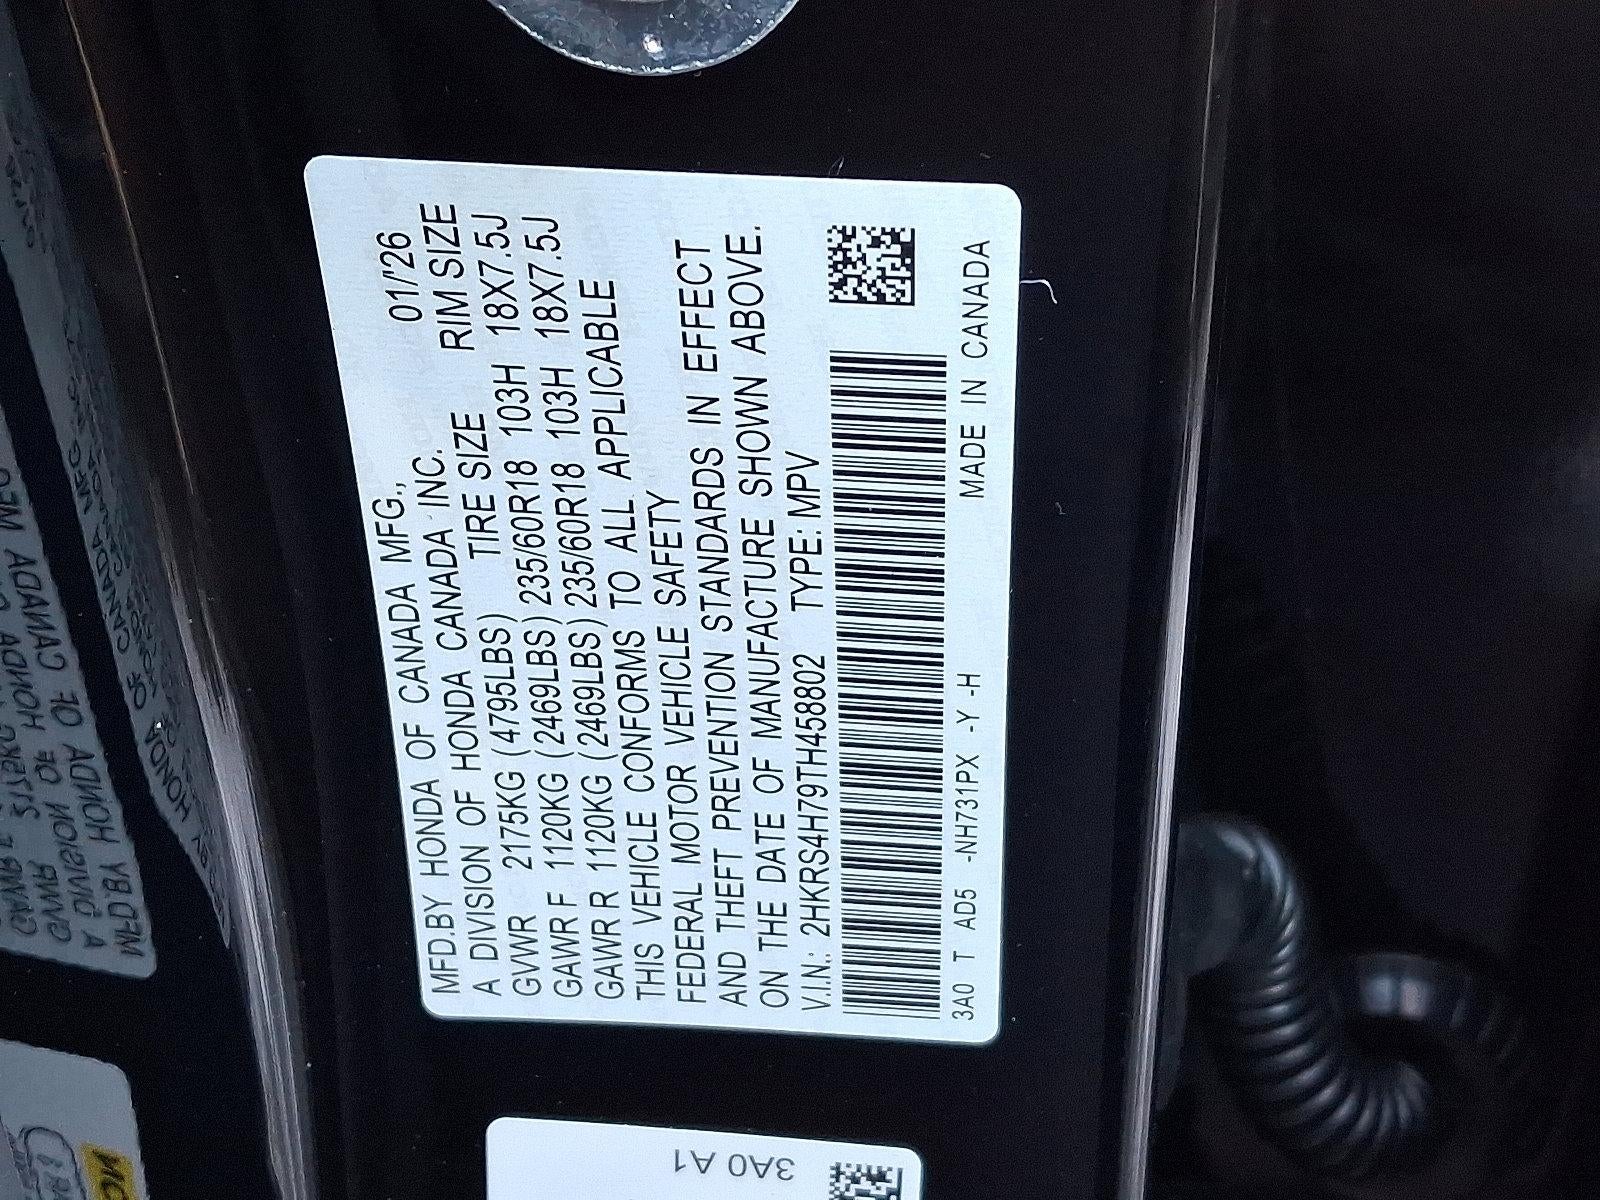 MFD.BY HONDA OF CANADA MFG., 01/'26
A DIVISION OF HONDA CANADA INC.
TIRE SIZE RIM SIZE
GVWR 2175KG (4795LBS)
GAWR F 1120KG (2469LBS) 235/60R18 103H 18X7.5J
GAWR R 1120KG (2469LBS) 235/60R18 103H 18X7.5J
THIS VEHICLE CONFORMS TO ALL APPLICABLE
FEDERAL MOTOR VEHICLE SAFETY
AND THEFT PREVENTION STANDARDS IN EFFECT
ON THE DATE OF MANUFACTURE SHOWN ABOVE.
V.I.N.: 2HKRS4H79TH458802 TYPE: MPV
3A0 T AD5 -NH731PX -Y -H MADE IN CANADA
3A0 A1